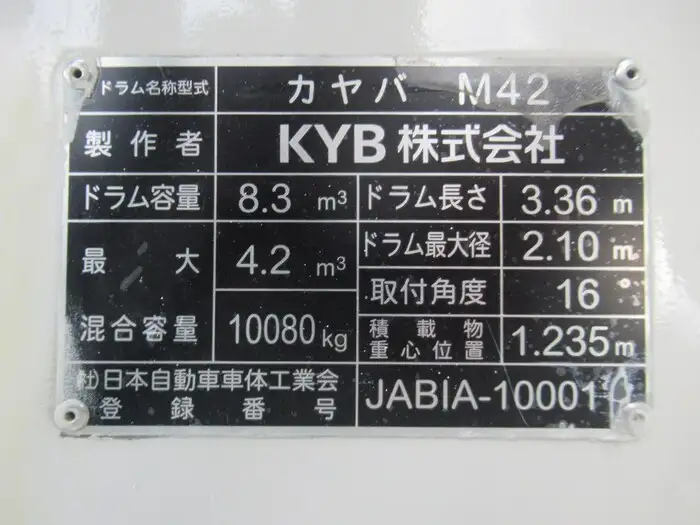 ドラム名称型式 カヤバ M42
製作者 KYB 株式会社
ドラム容量 8.3 m³ ドラム長さ 3.36 m
最大 4.2 m³ ドラム最大径 2.10 m
取付角度 16°
混合容量 10080 kg 積載物重心位置 1.235 m
㈳日本自動車車体工業会
登録番号 JABIA-10001